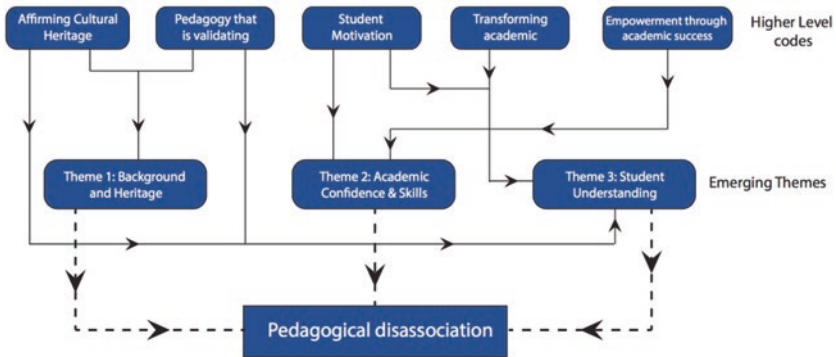 Affirming Cultural
Heritage
Pedagogy that
is validating
Student
Motivation
Transforming
academic
Empowerment through
academic success
Higher Level
codes
Theme 1: Background
and Heritage
Theme 2: Academic
Confidence & Skills
Theme 3: Student
Understanding
Emerging Themes
Pedagogical disassociation